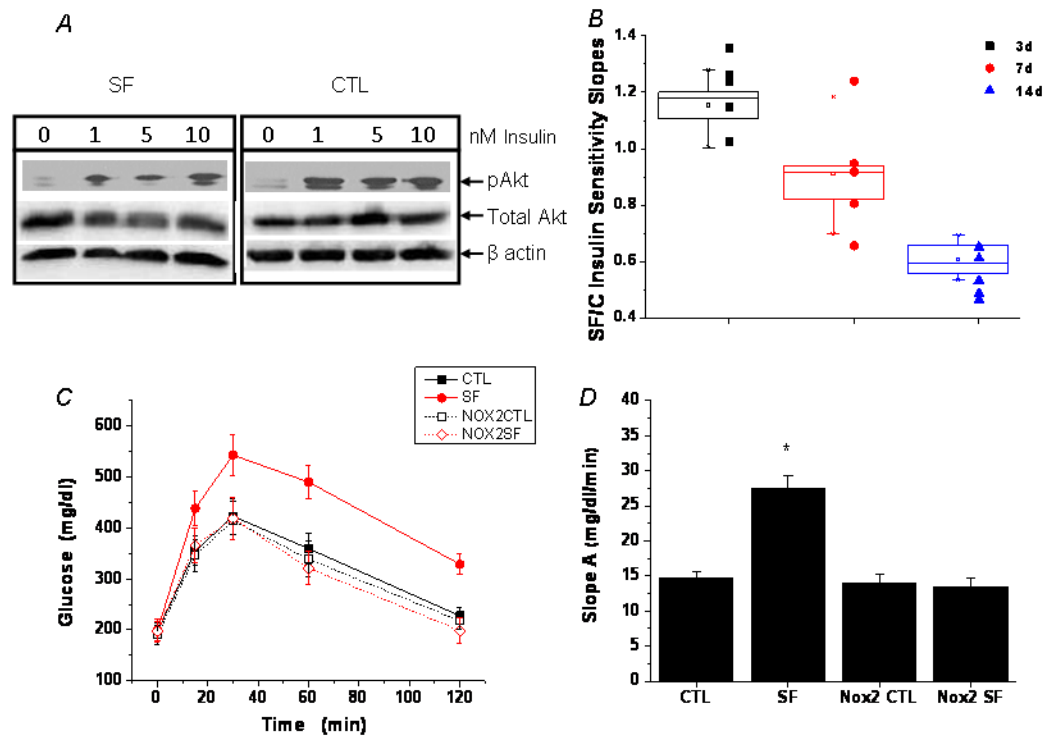 A
SF
CTL
0 1 5 10
0 1 5 10
nM Insulin
pAkt
Total Akt
β actin
B
SF/C Insulin Sensitivity Slopes
1.4
1.2
1.0
0.8
0.6
0.4
3d
7d
14d
C
CTL
SF
NOX2CTL
NOX2SF
Glucose (mg/dl)
600
500
400
300
200
100
0 20 40 60 80 100 120
Time (min)
D
Slope A (mg/dl/min)
40
35
30
25
20
15
10
5
0
*
CTL SF Nox2 CTL Nox2 SF